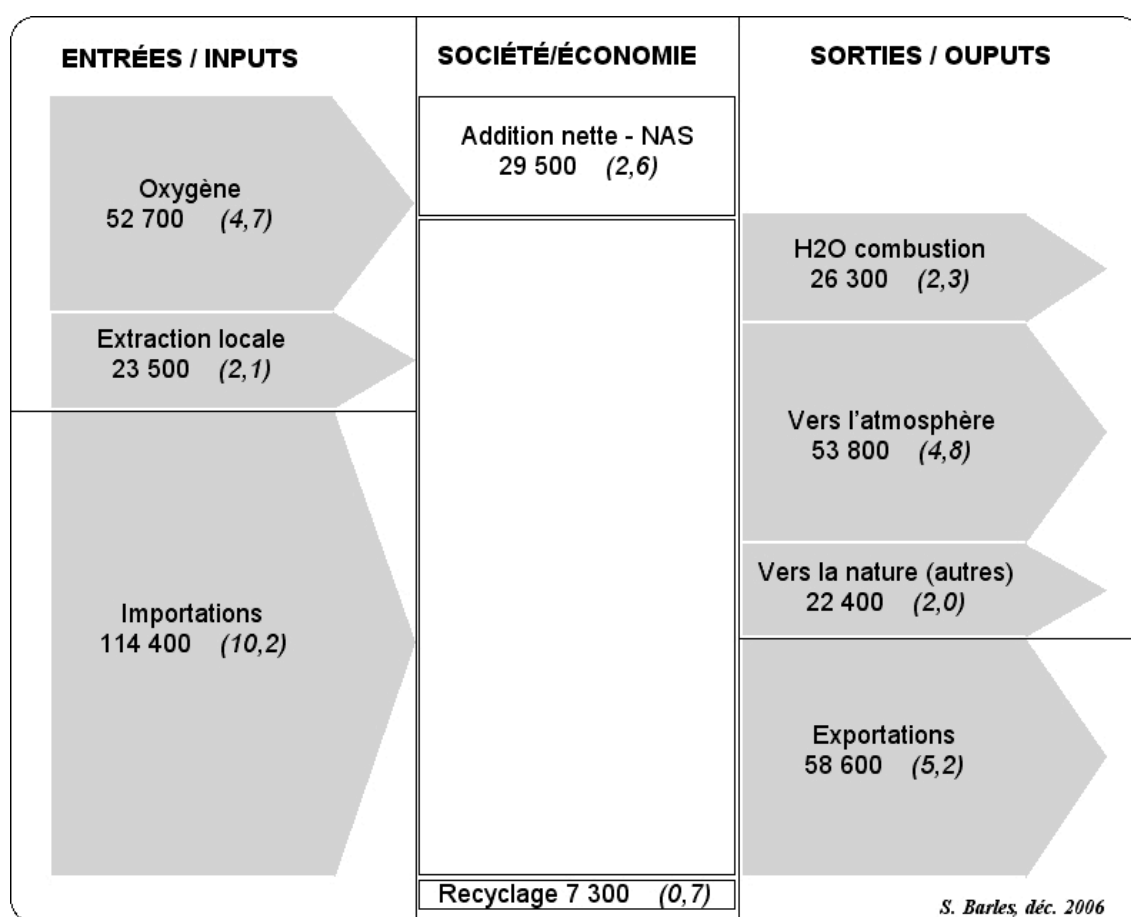 ENTRÉES / INPUTS
Oxygène
52 700 (4,7)
Extraction locale
23 500 (2,1)
Importations
114 400 (10,2)
SOCIÉTÉ/ÉCONOMIE
Addition nette - NAS
29 500 (2,6)
Recyclage 7 300 (0,7)
SORTIES / OUPUTS
H2O combustion
26 300 (2,3)
Vers l'atmosphère
53 800 (4,8)
Vers la nature (autres)
22 400 (2,0)
Exportations
58 600 (5,2)
S. Barles, déc. 2006